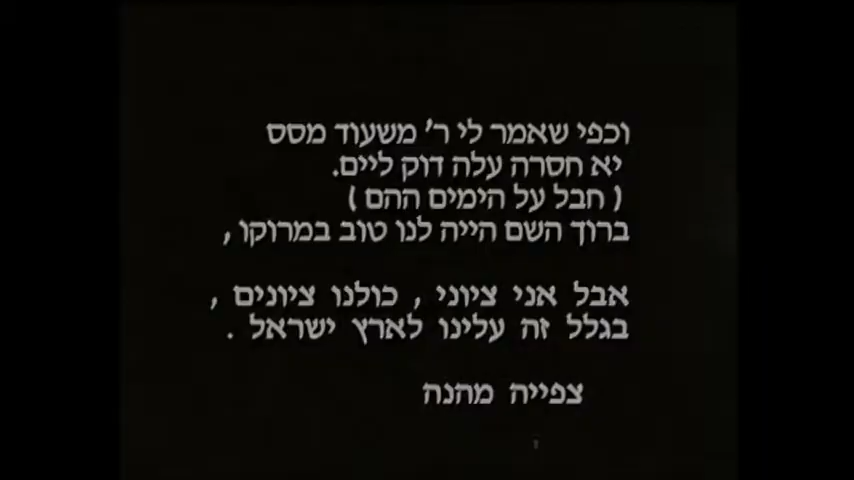 וכפי שאמר לי ר' משעוד מסס
יא חסרה עלה דוק ליים.
( חבל על הימים ההם )
ברוך השם הייה לנו טוב במרוקו ,
אבל אני ציוני , כולנו ציונים ,
בגלל זה עלינו לארץ ישראל .
צפייה מהנה